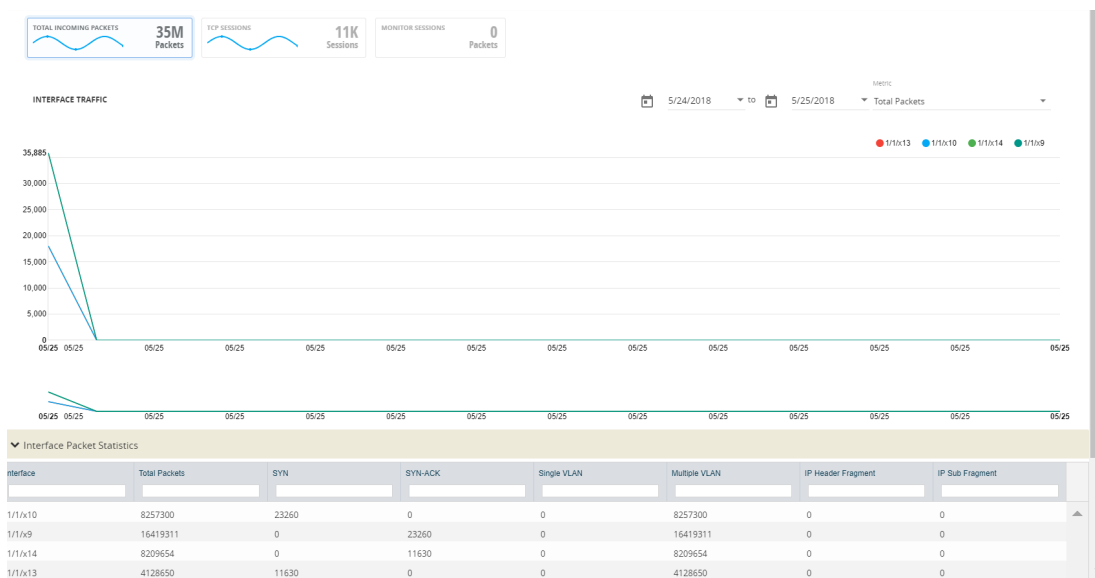 TOTAL INCOMING PACKETS 35M Packets
TCP SESSIONS 11K Sessions
MONITOR SESSIONS 0 Packets
INTERFACE TRAFFIC
5/24/2018 to 5/25/2018
Metric
Total Packets
1/1/x13 1/1/x10 1/1/x14 1/1/x9
35,885
30,000
25,000
20,000
15,000
10,000
5,000
0
05/25 05/25 05/25 05/25 05/25 05/25 05/25 05/25 05/25 05/25 05/25 05/25 05/25 05/25
05/25 05/25 05/25 05/25 05/25 05/25 05/25 05/25 05/25 05/25 05/25 05/25 05/25 05/25
Interface Packet Statistics
nterface Total Packets SYN SYN-ACK Single VLAN Multiple VLAN IP Header Fragment IP Sub Fragment
1/1/x10 8257300 23260 0 0 8257300 0 0
1/1/x9 16419311 0 23260 0 16419311 0 0
1/1/x14 8209654 0 11630 0 8209654 0 0
1/1/x13 4128650 11630 0 0 4128650 0 0